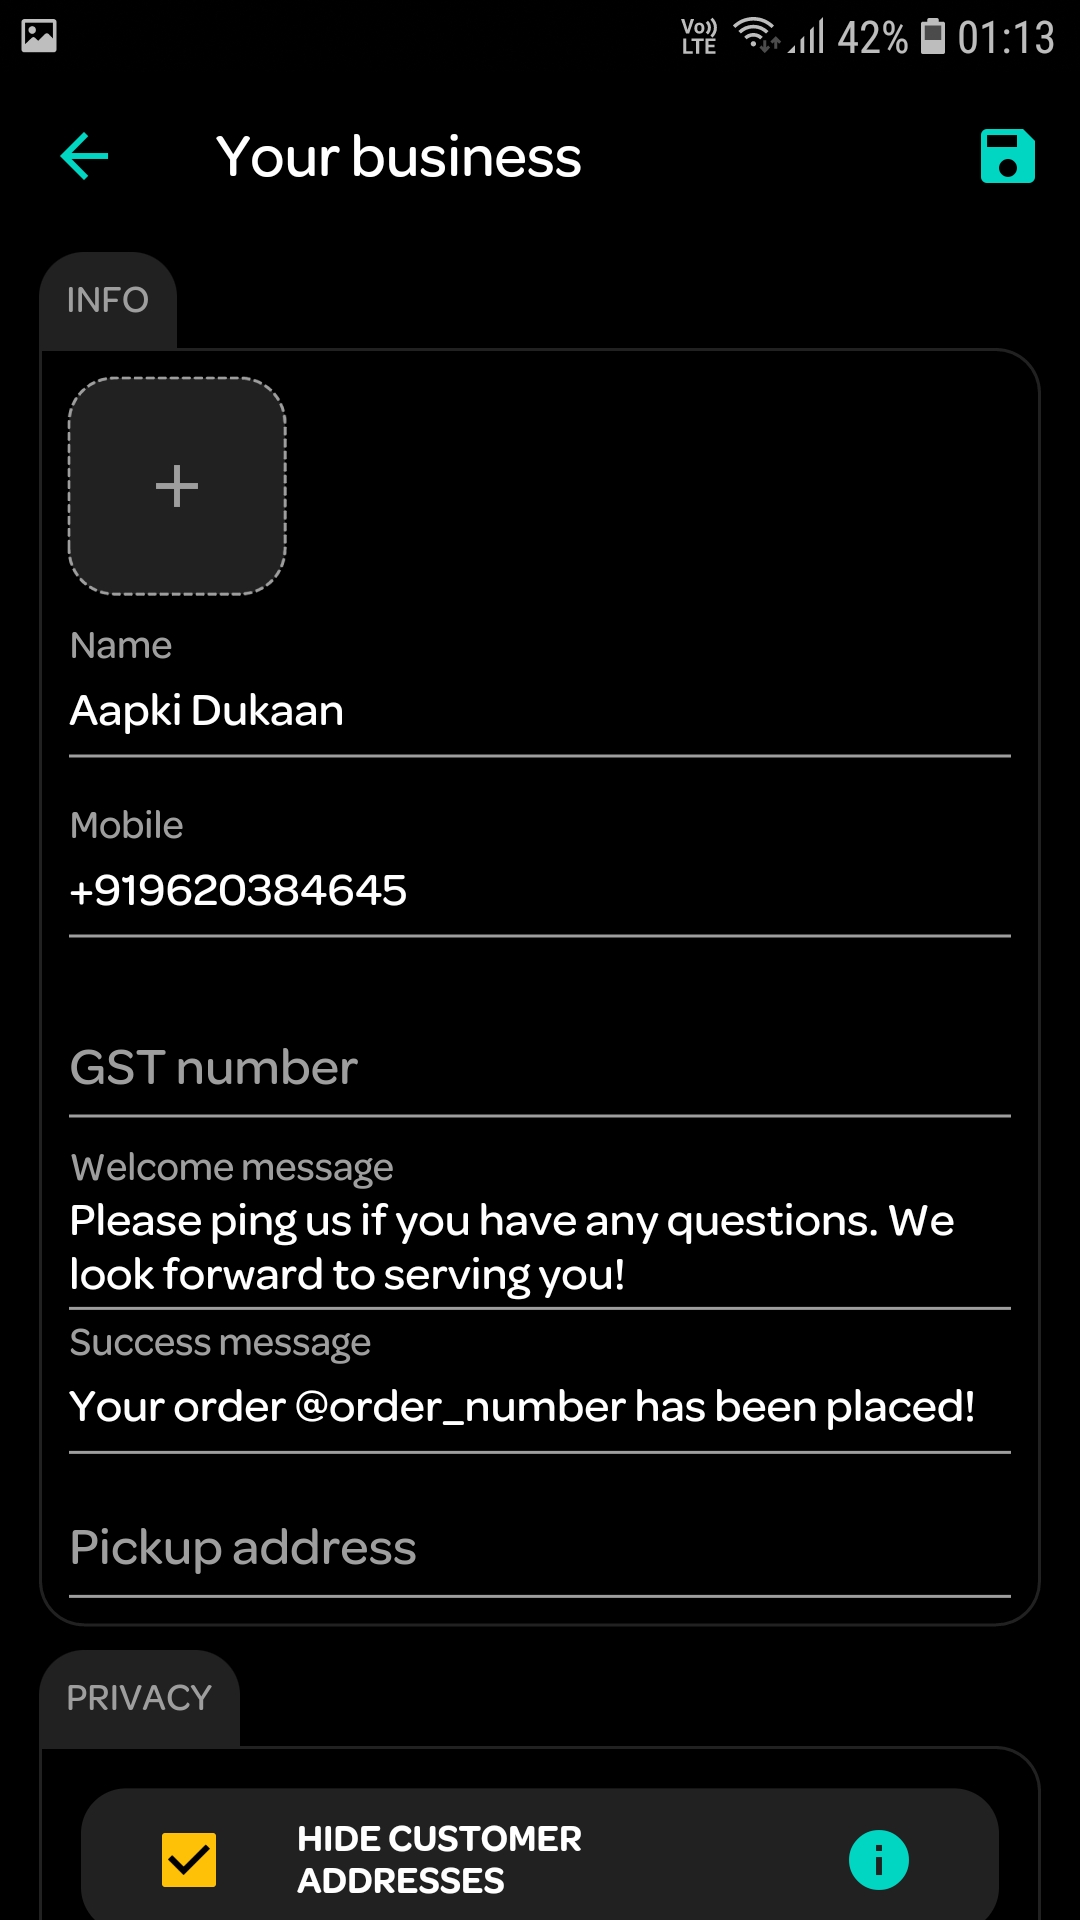 Vo)) LTE 42% 01:13
Your business
INFO
Name
Aapki Dukaan
Mobile
+919620384645
GST number
Welcome message
Please ping us if you have any questions. We
look forward to serving you!
Success message
Your order @order_number has been placed!
Pickup address
PRIVACY
HIDE CUSTOMER
ADDRESSES